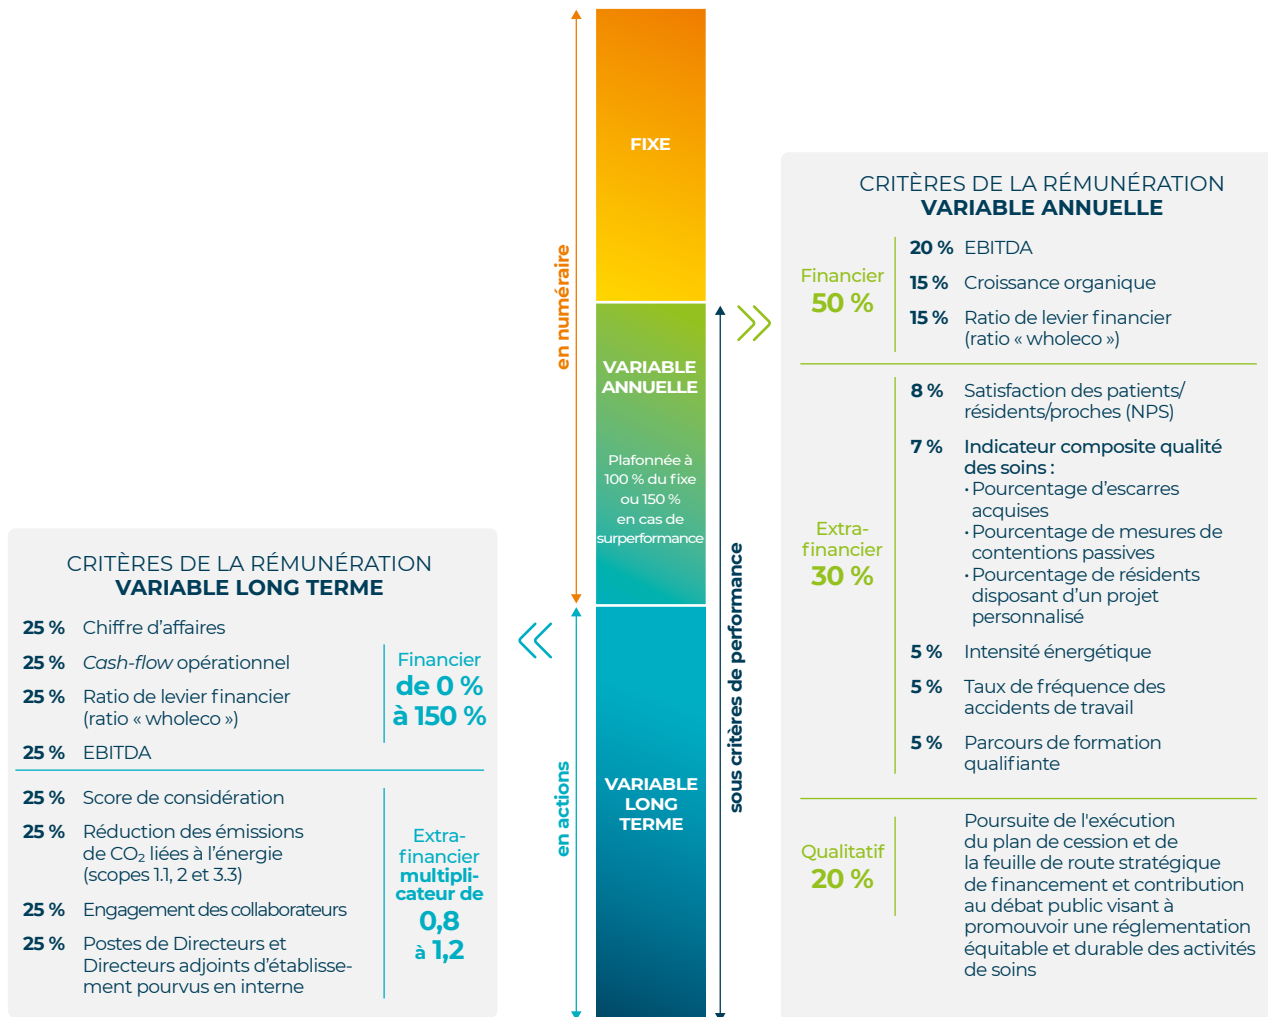 en numéraire
FIXE
VARIABLE
ANNUELLE
Plafonnée à
100 % du fixe
ou 150 %
en cas de
surperformance
en actions
VARIABLE
LONG
TERME
sous critères de performance
CRITÈRES DE LA RÉMUNÉRATION
VARIABLE ANNUELLE
Financier
50 %
20 % EBITDA
15 % Croissance organique
15 % Ratio de levier financier
(ratio « wholeco »)
Extra-
financier
30 %
8 % Satisfaction des patients/
résidents/proches (NPS)
7 % Indicateur composite qualité
des soins :
· Pourcentage d’escarres
acquises
· Pourcentage de mesures de
contentions passives
· Pourcentage de résidents
disposant d’un projet
personnalisé
5 % Intensité énergétique
5 % Taux de fréquence des
accidents de travail
5 % Parcours de formation
qualifiante
Qualitatif
20 %
Poursuite de l'exécution
du plan de cession et de
la feuille de route stratégique
de financement et contribution
au débat public visant à
promouvoir une réglementation
équitable et durable des activités
de soins
CRITÈRES DE LA RÉMUNÉRATION
VARIABLE LONG TERME
25 % Chiffre d’affaires
25 % Cash-flow opérationnel
25 % Ratio de levier financier
(ratio « wholeco »)
25 % EBITDA
Financier
de 0 %
à 150 %
25 % Score de considération
25 % Réduction des émissions
de CO₂ liées à l’énergie
(scopes 1.1, 2 et 3.3)
25 % Engagement des collaborateurs
25 % Postes de Directeurs et
Directeurs adjoints d’établisse-
ment pourvus en interne
Extra-
financier
multipli-
cateur de
0,8
à 1,2